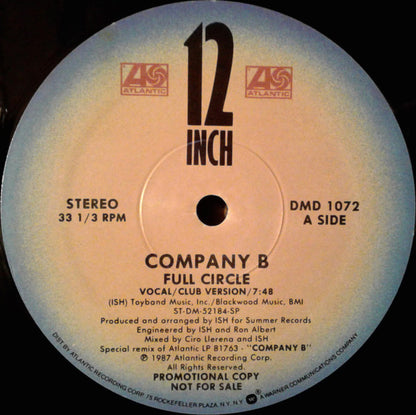 12
INCH
ATLANTIC
ATLANTIC
STEREO
33 1/3 RPM
DMD 1072
A SIDE
COMPANY B
FULL CIRCLE
VOCAL/CLUB VERSION/7:48
(ISH) Toyband Music, Inc./Blackwood Music, BMI
ST-DM-52184-SP
Produced and arranged by ISH for Summer Records
Engineered by ISH and Ron Albert
Mixed by Ciro Llerena and ISH
Special remix of Atlantic LP 81763 - "COMPANY B"
℗ 1987 Atlantic Recording Corp.
All Rights Reserved.
PROMOTIONAL COPY
NOT FOR SALE
DIST. BY ATLANTIC RECORDING CORP. 75 ROCKEFELLER PLAZA, N.Y., N.Y. A WARNER COMMUNICATIONS COMPANY